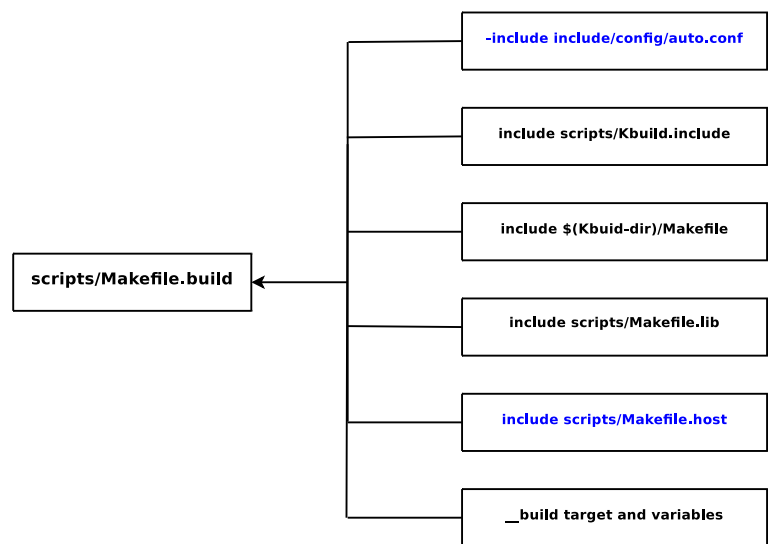 -include include/config/auto.conf
include scripts/Kbuild.include
include $(Kbuid-dir)/Makefile
scripts/Makefile.build
include scripts/Makefile.lib
include scripts/Makefile.host
__build target and variables